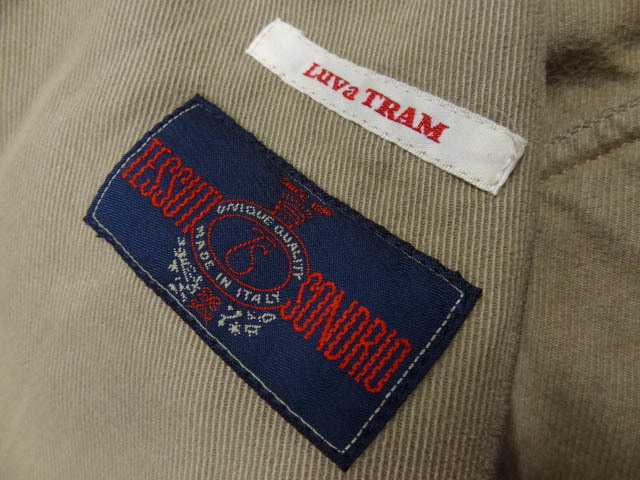 Luva TRAM
TESSUTI
UNIQUE QUALITY
TS
MADE IN ITALY
SONDRIO